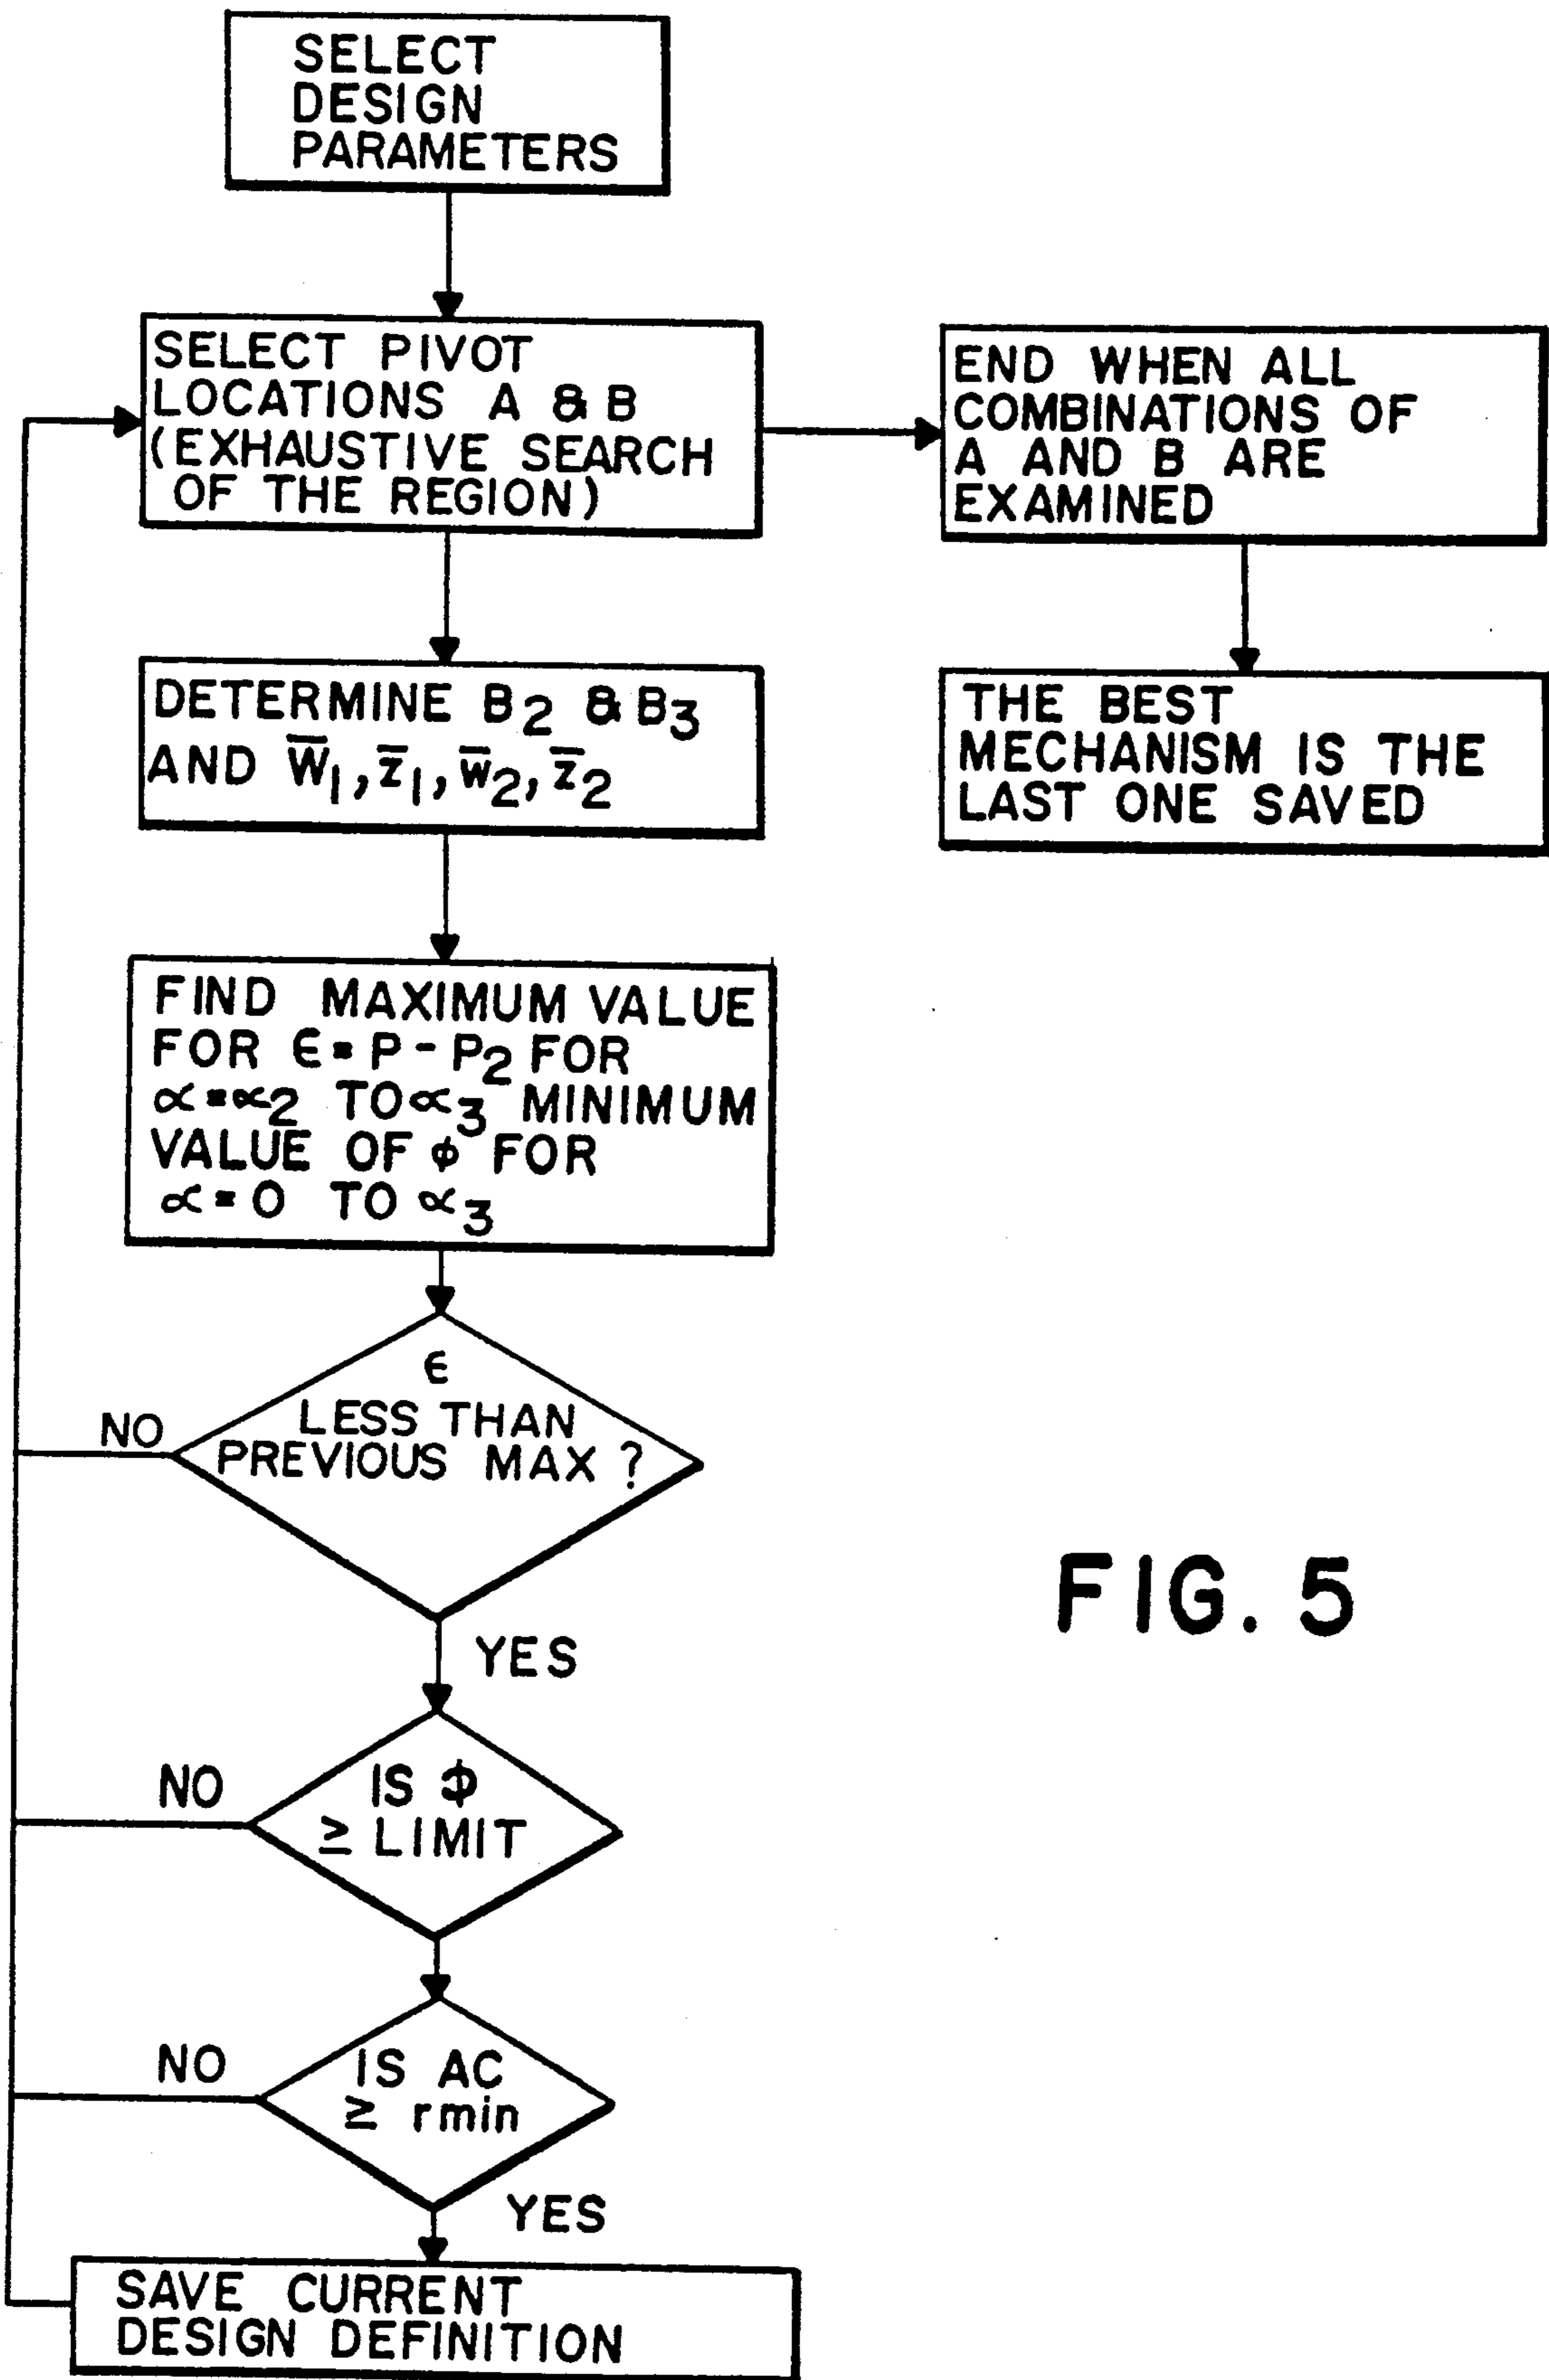 SELECT
DESIGN
PARAMETERS
SELECT PIVOT
LOCATIONS A & B
(EXHAUSTIVE SEARCH
OF THE REGION)
END WHEN ALL
COMBINATIONS OF
A AND B ARE
EXAMINED
DETERMINE B₂ & B₃
AND W̅₁, z̅₁, w̅₂, z̅₂
THE BEST
MECHANISM IS THE
LAST ONE SAVED
FIND MAXIMUM VALUE
FOR ϵ = P - P₂ FOR
∝ = ∝₂ TO ∝₃ MINIMUM
VALUE OF ϕ FOR
∝ = 0 TO ∝₃
ϵ
LESS THAN
PREVIOUS MAX ?
NO
YES
IS ϕ
≥ LIMIT
NO
IS AC
≥ rmin
NO
YES
SAVE CURRENT
DESIGN DEFINITION
FIG. 5